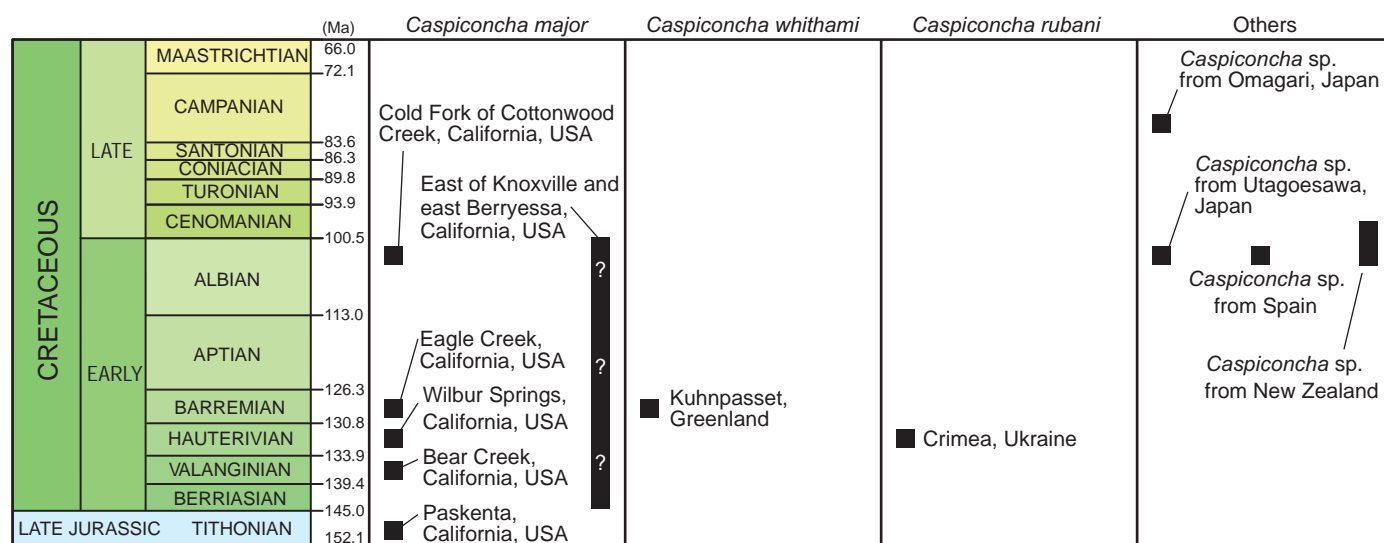 (Ma)
Caspiconcha major
Caspiconcha whithami
Caspiconcha rubani
Others
CRETACEOUS
LATE
EARLY
MAASTRICHTIAN
CAMPANIAN
SANTONIAN
CONIACIAN
TURONIAN
CENOMANIAN
ALBIAN
APTIAN
BARREMIAN
HAUTERIVIAN
VALANGINIAN
BERRIASIAN
LATE JURASSIC
TITHONIAN
66.0
72.1
83.6
86.3
89.8
93.9
100.5
113.0
126.3
130.8
133.9
139.4
145.0
152.1
Cold Fork of Cottonwood
Creek, California, USA
East of Knoxville and
east Berryessa,
California, USA
?
?
?
Eagle Creek,
California, USA
Wilbur Springs,
California, USA
Bear Creek,
California, USA
Paskenta,
California, USA
Kuhnpasset,
Greenland
Crimea, Ukraine
Caspiconcha sp.
from Omagari, Japan
Caspiconcha sp.
from Utagoesawa,
Japan
Caspiconcha sp.
from Spain
Caspiconcha sp.
from New Zealand